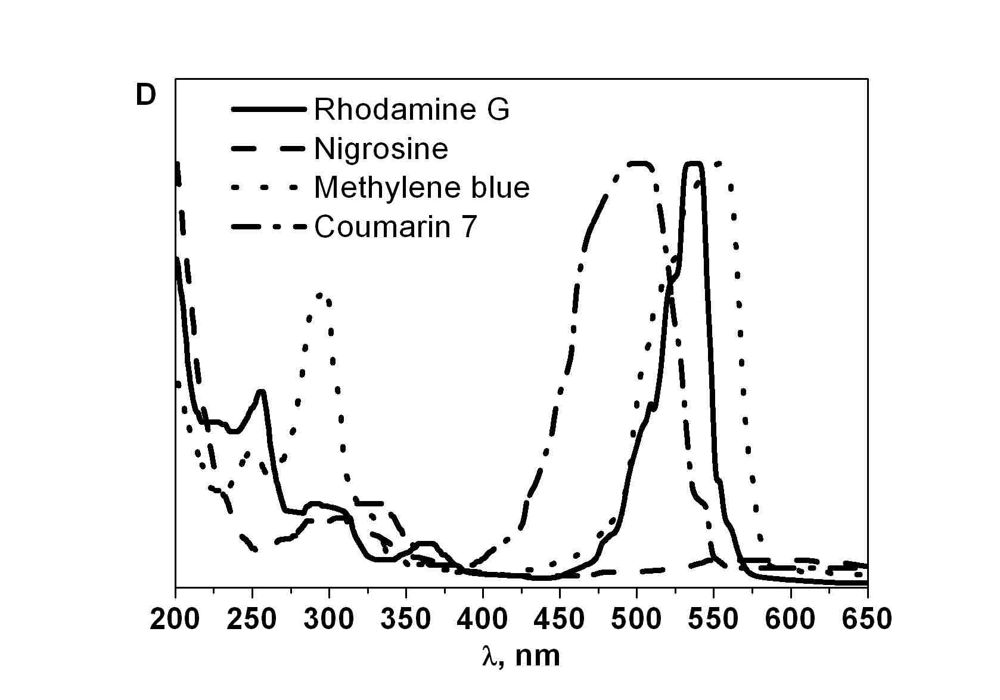 D
Rhodamine G
Nigrosine
Methylene blue
Coumarin 7
200 250 300 350 400 450 500 550 600 650
λ, nm